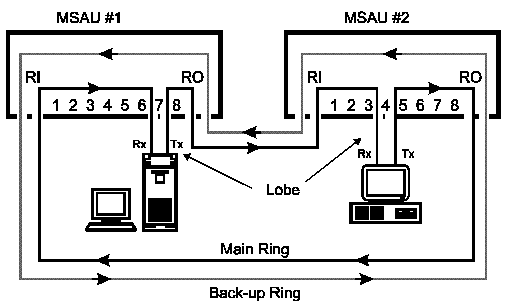 MSAU #1
MSAU #2
RI
RO
RI
RO
1 2 3 4 5 6 7 8
1 2 3 4 5 6 7 8
Rx
Tx
Rx
Tx
Lobe
Main Ring
Back-up Ring